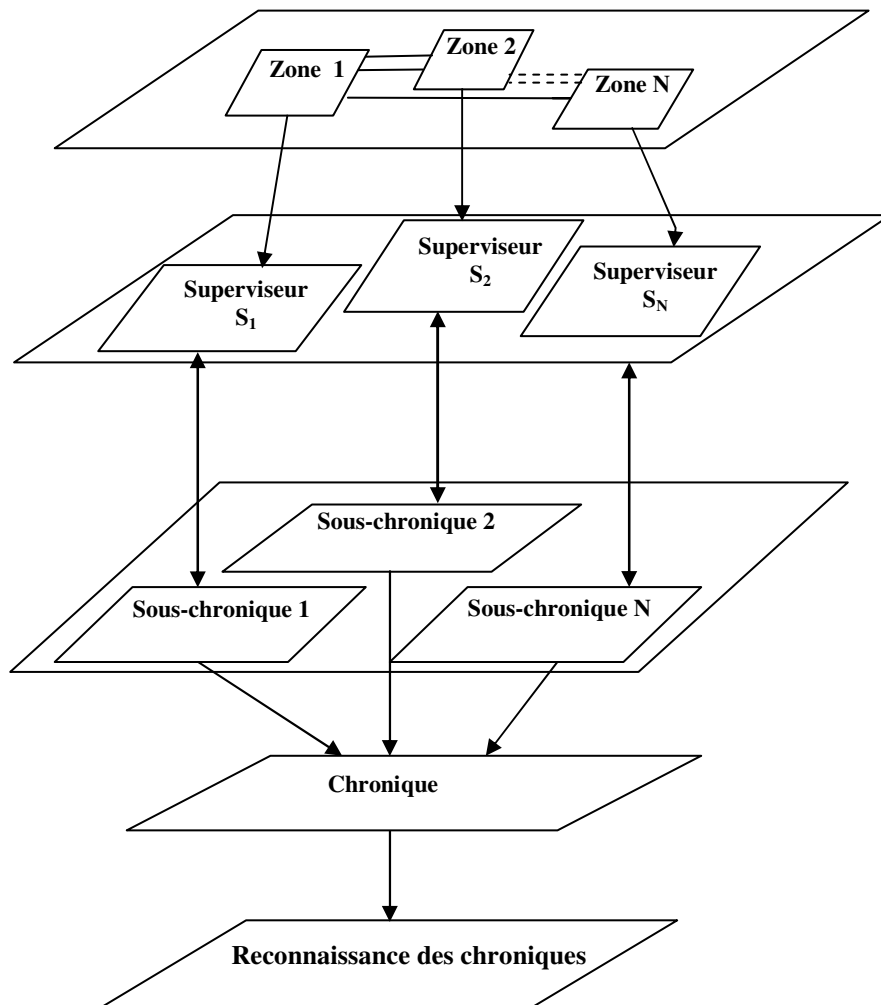 Zone 1
Zone 2
Zone N
Superviseur
S1
Superviseur
S2
Superviseur
SN
Sous-chronique 2
Sous-chronique 1
Sous-chronique N
Chronique
Reconnaissance des chroniques